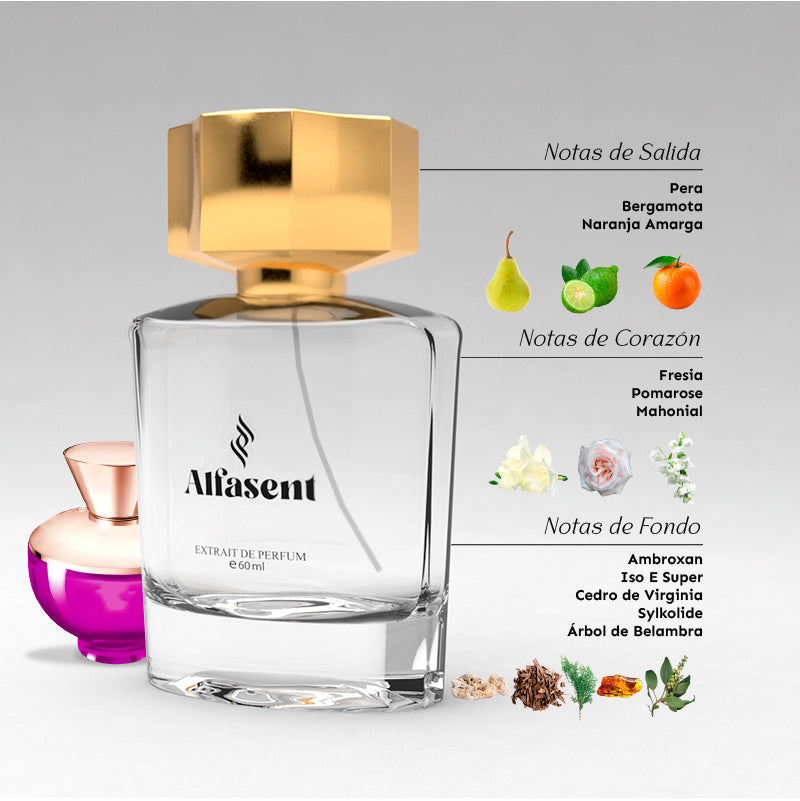 Notas de Salida
Pera
Bergamota
Naranja Amarga
Notas de Corazón
Fresia
Pomarose
Mahonial
Alfasent
EXTRAIT DE PERFUM
℮60ml
Notas de Fondo
Ambroxan
Iso E Super
Cedro de Virginia
Sylkolide
Árbol de Belambra